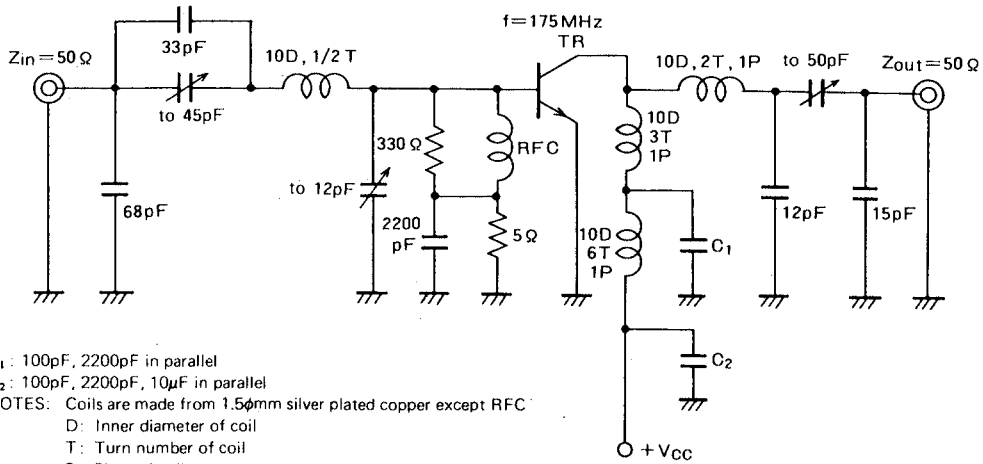 f=175MHz
TR
Zin=50Ω
33pF
to 45pF
10D, 1/2 T
68pF
to 12pF
330Ω
RFC
2200
pF
5Ω
10D, 2T, 1P
to 50pF
Zout=50Ω
10D
3T
1P
12pF
15pF
10D
6T
1P
C1
C2
+VCC
1: 100pF, 2200pF in parallel
2: 100pF, 2200pF, 10μF in parallel
OTES: Coils are made from 1.5φmm silver plated copper except RFC
D: Inner diameter of coil
T: Turn number of coil